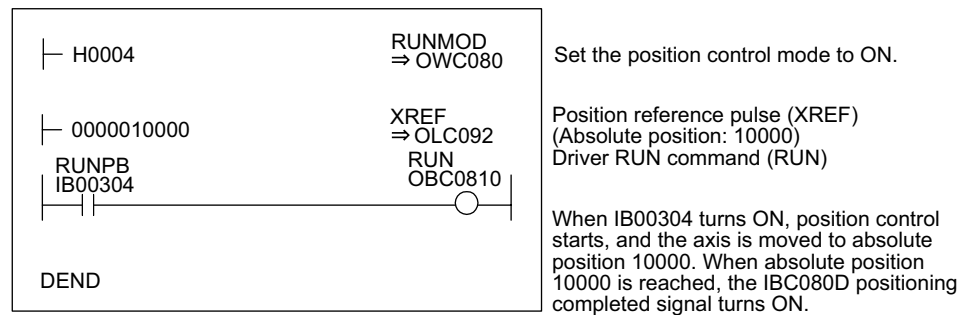 H0004
RUNMOD
⇒ OWC080
Set the position control mode to ON.
0000010000
XREF
⇒ OLC092
Position reference pulse (XREF)
(Absolute position: 10000)
Driver RUN command (RUN)
RUNPB
IB00304
RUN
OBC0810
When IB00304 turns ON, position control
starts, and the axis is moved to absolute
position 10000. When absolute position
10000 is reached, the IBC080D positioning
completed signal turns ON.
DEND